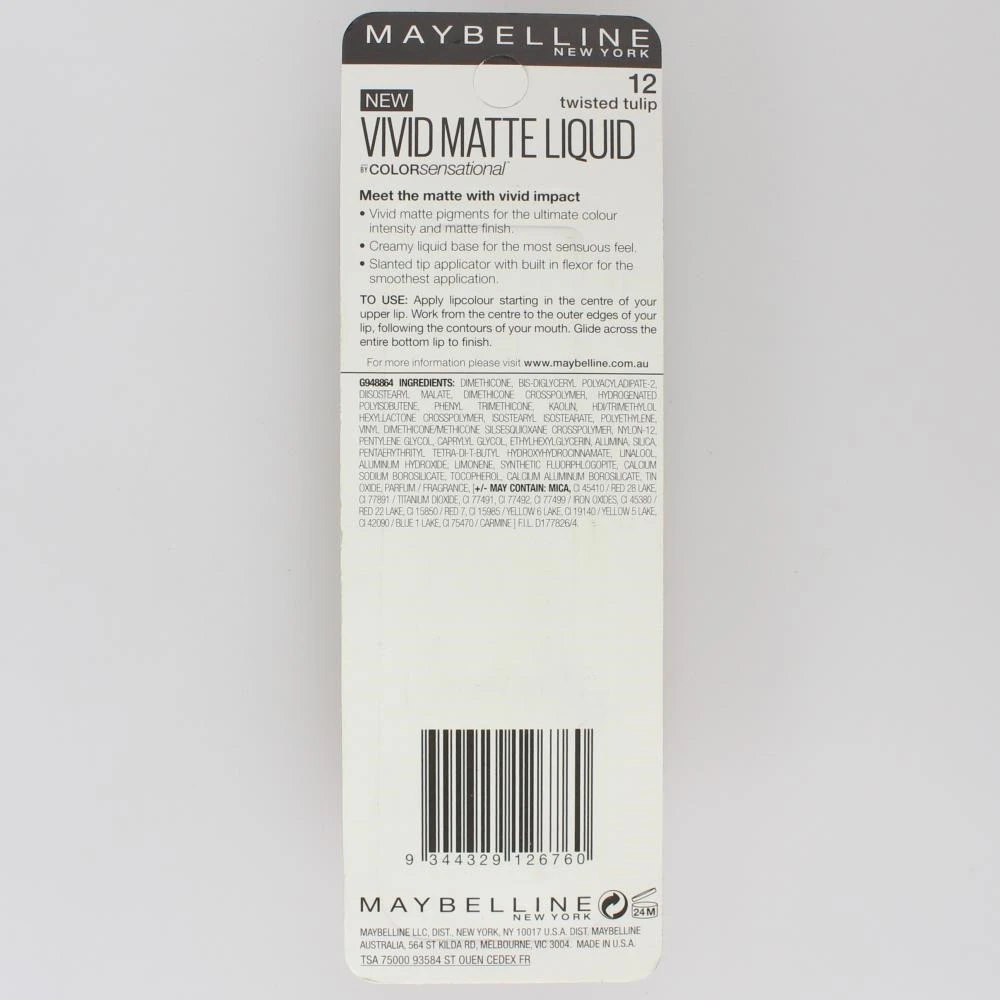 MAYBELLINE
NEW YORK
12
twisted tulip
NEW
VIVID MATTE LIQUID
BY COLORsensational
Meet the matte with vivid impact
• Vivid matte pigments for the ultimate colour
intensity and matte finish.
• Creamy liquid base for the most sensuous feel.
• Slanted tip applicator with built in flexor for the
smoothest application.
TO USE: Apply lipcolour starting in the centre of your
upper lip. Work from the centre to the outer edges of your
lip, following the contours of your mouth. Glide across the
entire bottom lip to finish.
For more information please visit www.maybelline.com.au
G948864 INGREDIENTS: DIMETHICONE, BIS-DIGLYCERYL POLYACYLADIPATE-2,
DIISOSTEARYL MALATE, DIMETHICONE CROSSPOLYMER, HYDROGENATED
POLYISOBUTENE, PHENYL TRIMETHICONE, KAOLIN, HDI/TRIMETHYLOL
HEXYLLACTONE CROSSPOLYMER, ISOSTEARYL ISOSTEARATE, POLYETHYLENE,
VINYL DIMETHICONE/METHICONE SILSESQUIOXANE CROSSPOLYMER, NYLON-12,
PENTYLENE GLYCOL, CAPRYLYL GLYCOL, ETHYLHEXYLGLYCERIN, ALUMINA, SILICA,
PENTAERYTHRITYL TETRA-DI-T-BUTYL HYDROXYHYDROCINNAMATE, LINALOOL,
ALUMINUM HYDROXIDE, LIMONENE, SYNTHETIC FLUORPHLOGOPITE, CALCIUM
SODIUM BOROSILICATE, TOCOPHEROL, CALCIUM ALUMINUM BOROSILICATE, TIN
OXIDE, PARFUM / FRAGRANCE, [+/- MAY CONTAIN: MICA, CI 45410 / RED 28 LAKE,
CI 77891 / TITANIUM DIOXIDE, CI 77491, CI 77492, CI 77499 / IRON OXIDES, CI 45380 /
RED 22 LAKE, CI 15850 / RED 7, CI 15985 / YELLOW 6 LAKE, CI 19140 / YELLOW 5 LAKE,
CI 42090 / BLUE 1 LAKE, CI 75470 / CARMINE] F.I.L. D177826/4.
9 344329 126760
MAYBELLINE
NEW YORK
24M
MAYBELLINE LLC, DIST., NEW YORK, NY 10017 U.S.A. DIST. MAYBELLINE
AUSTRALIA, 564 ST KILDA RD, MELBOURNE, VIC 3004. MADE IN U.S.A.
TSA 75000 93584 ST OUEN CEDEX FR